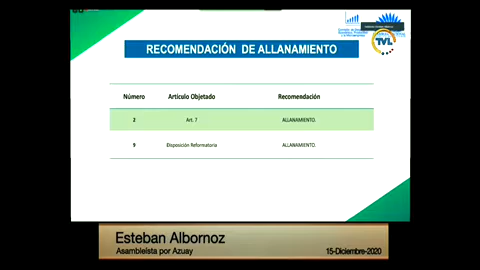 TVL
RECOMENDACIÓN DE ALLANAMIENTO
Número Artículo Objetado Recomendación
2 Art. 7 ALLANAMIENTO.
9 Disposición Reformatoria ALLANAMIENTO.
Esteban Albornoz
Asambleísta por Azuay
15-Diciembre-2020